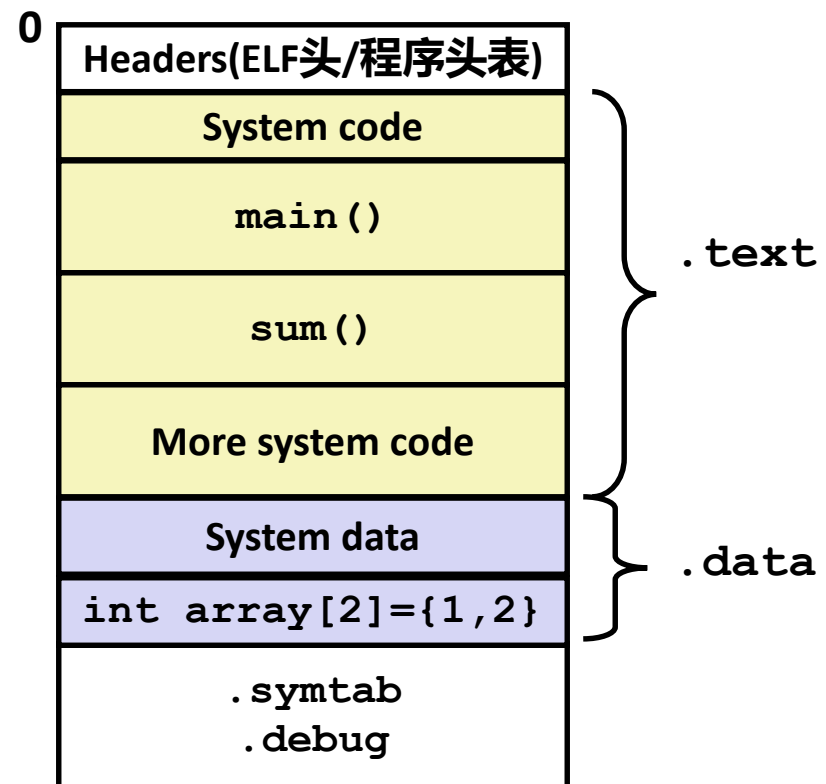 0
Headers(ELF头/程序头表)
System code
main()
sum()
More system code
.text
System data
int array[2]={1,2}
.data
.symtab
.debug